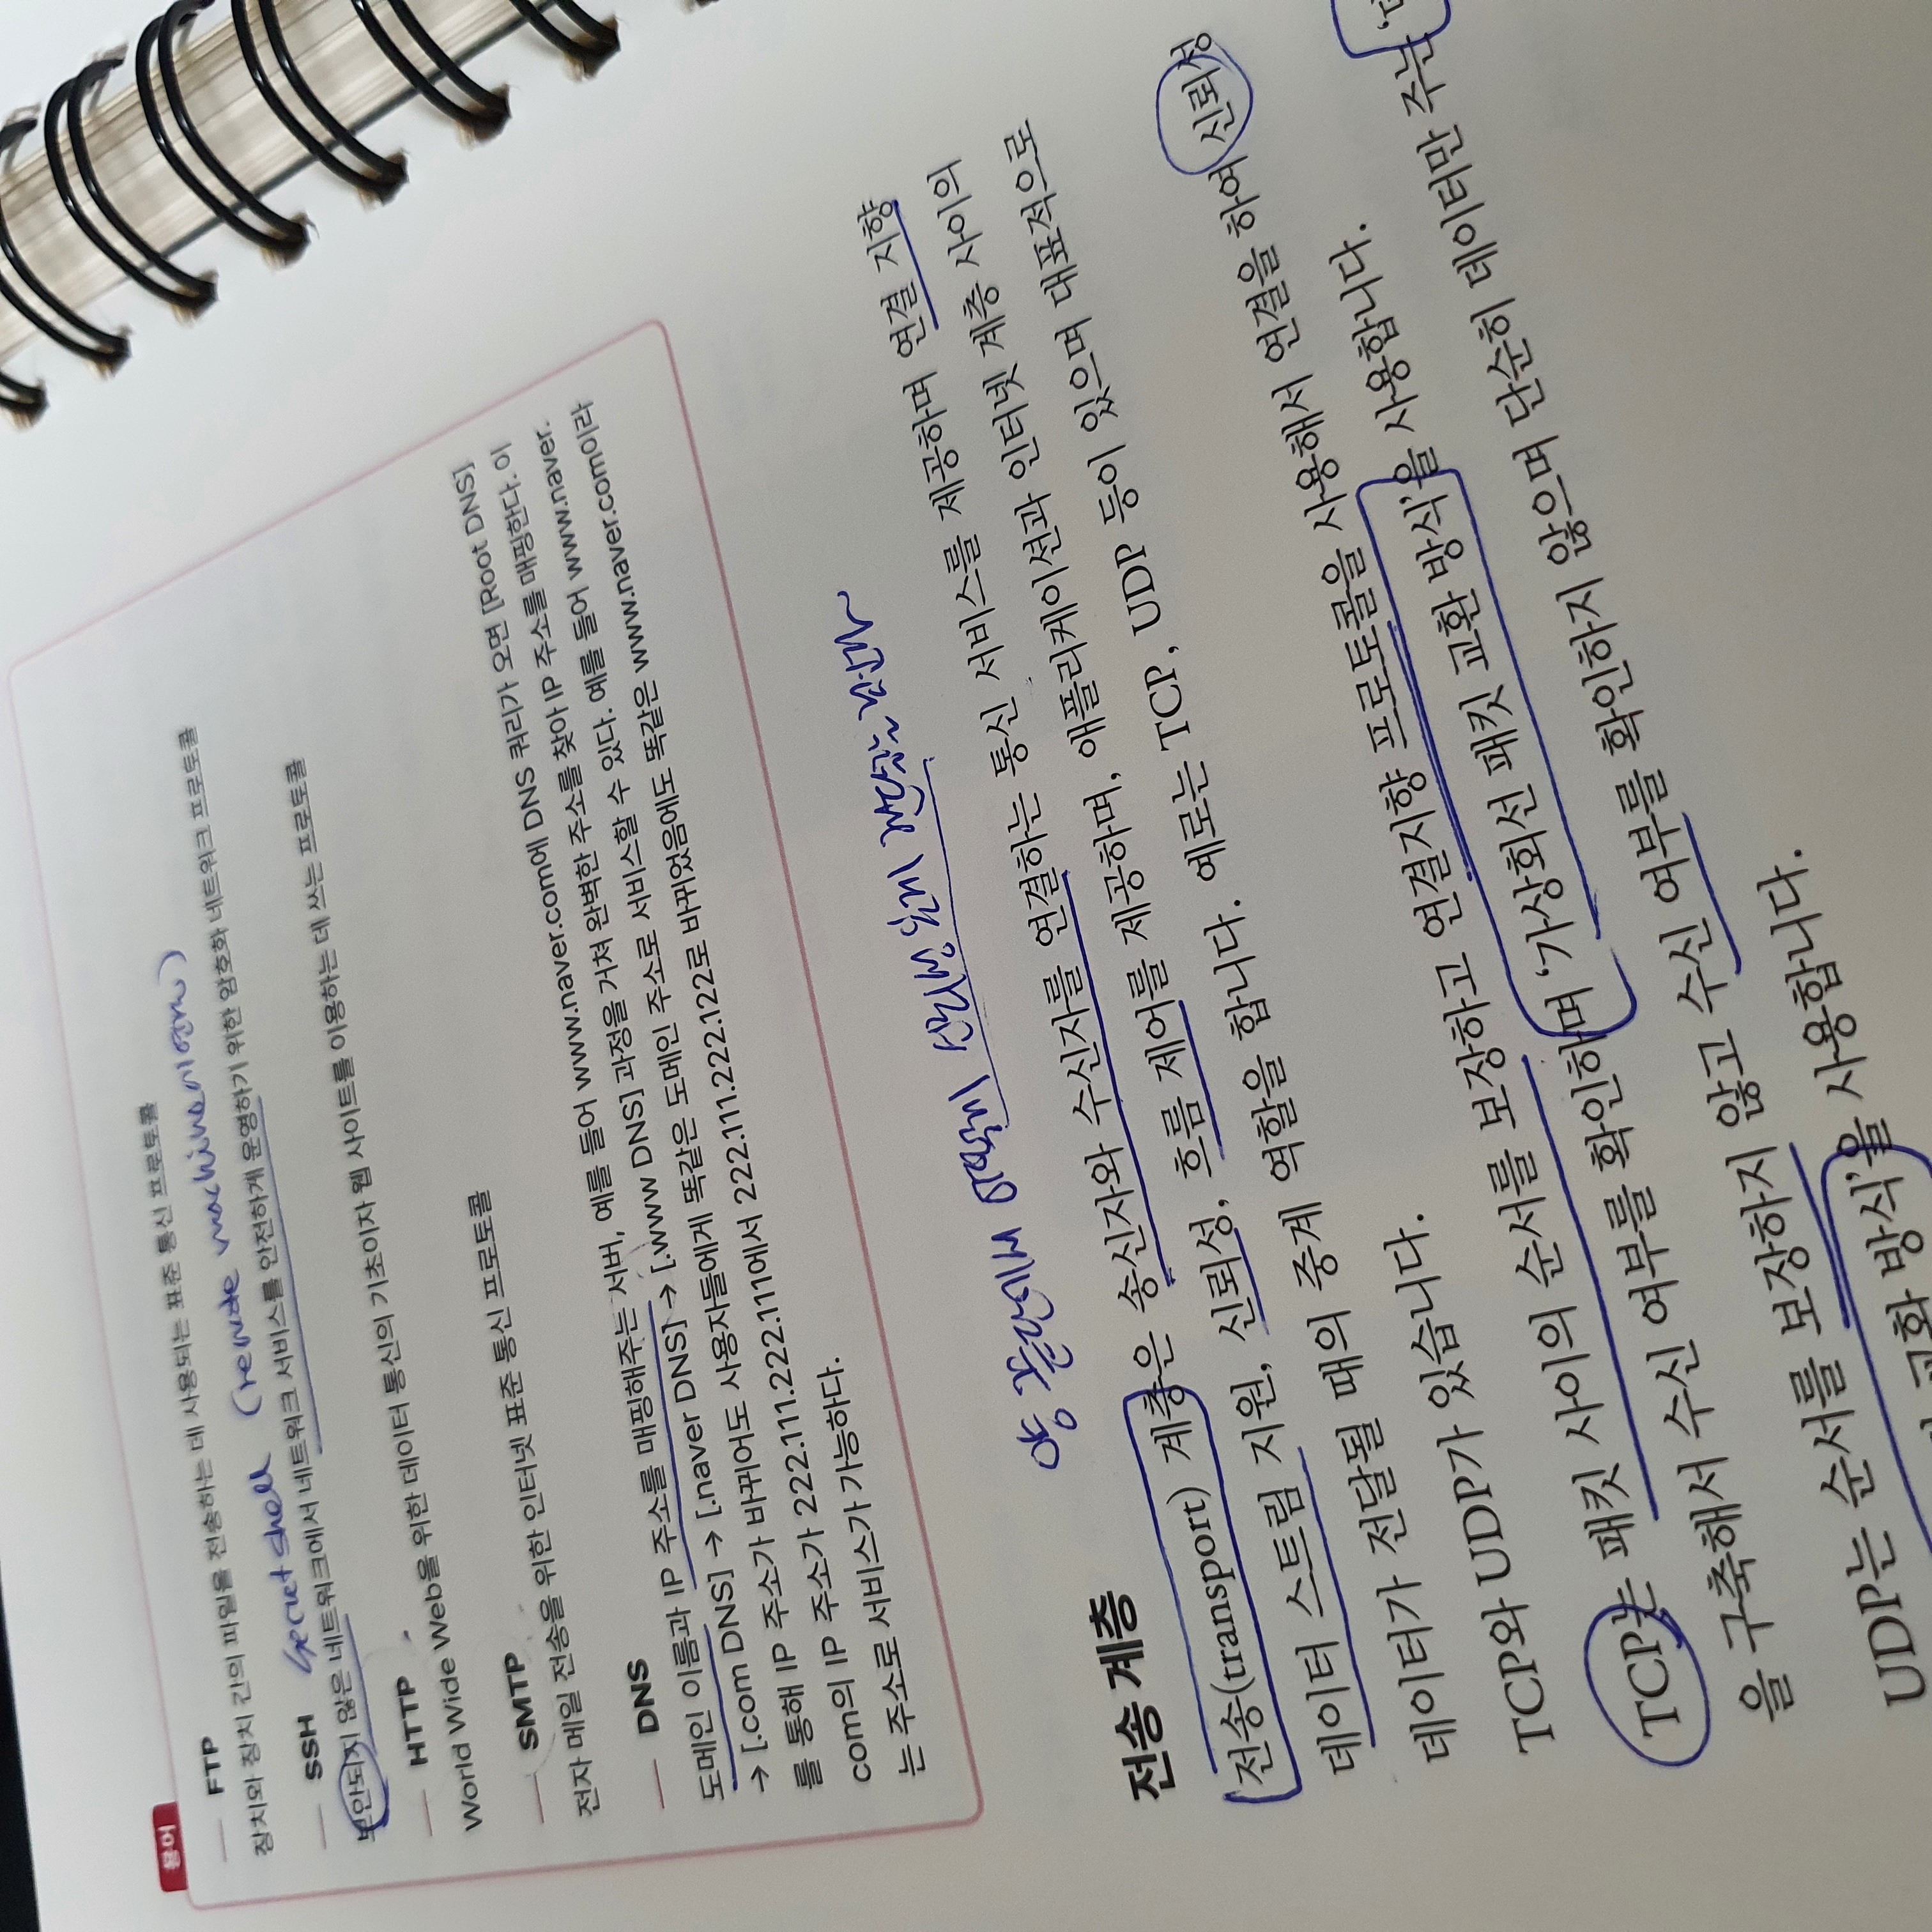 용어
FTP
장치와 장치 간의 파일을 전송하는 데 사용되는 표준 통신 프로토콜
SSH Secret shell (remote machine
보안되지 않은 네트워크에서 네트워크 서비스를 안전하게 운영하기 위한 암호화 네트워크 프로토콜
HTTP
World Wide Web을 위한 데이터 통신의 기초이자 웹 사이트를 이용하는 데 쓰는 프로토콜
SMTP
전자 메일 전송을 위한 인터넷 표준 통신 프로토콜
DNS
도메인 이름과 IP 주소를 매핑해주는 서버, 예를 들어 www.naver.com에 DNS 쿼리가 오면 [Root DNS]
→ [.com DNS] → [.naver DNS] → [.www DNS] 과정을 거쳐 완벽한 주소를 찾아 IP 주소를 매핑한다. 이
를 통해 IP 주소가 바뀌어도 사용자들에게 똑같은 도메인 주소로 서비스할 수 있다. 예를 들어 www.naver.
com의 IP 주소가 222.111.222.111에서 222.111.222.122로 바뀌었음에도 똑같은 www.naver.com이라
는 주소로 서비스가 가능하다.
양 끝단에서 어떻게 신뢰성있게
전송 계층
전송(transport) 계층은 송신자와 수신자를 연결하는 통신 서비스를 제공하며 연결 지향
데이터 스트림 지원, 신뢰성, 흐름 제어를 제공하며, 애플리케이션과 인터넷 계층 사이의
데이터가 전달될 때의 중계 역할을 합니다. 예로는 TCP, UDP 등이 있으며 대표적으로
TCP와 UDP가 있습니다.
TCP는 패킷 사이의 순서를 보장하고 연결지향 프로토콜을 사용해서 연결을 하여 신뢰성
을 구축해서 수신 여부를 확인하며 ‘가상회선 패킷 교환 방식’을 사용합니다.
UDP는 순서를 보장하지 않고 수신 여부를 확인하지 않으며 단순히 데이터만 주는
교환 방식’을 사용합니다.